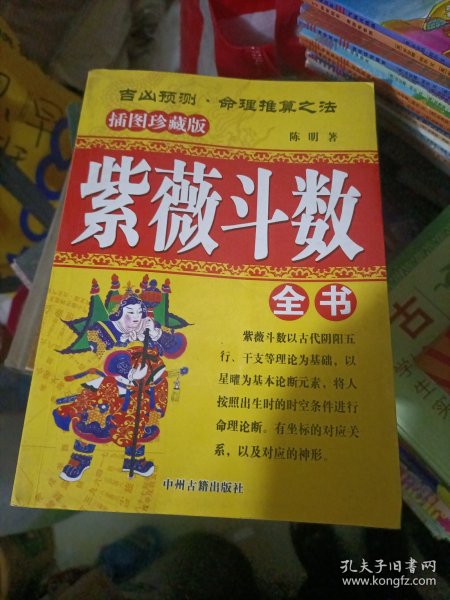 吉凶预测·命理推算之法
插图珍藏版
陈 明 著
紫薇斗数
全书
紫薇斗数以古代阴阳五
行、干支等理论为基础，以
星曜为基本论断元素，将人
按照出生时的时空条件进行
命理论断。有坐标的对应关
系，以及对应的神形。
中州古籍出版社
孔夫子旧书网
www.kongfz.com